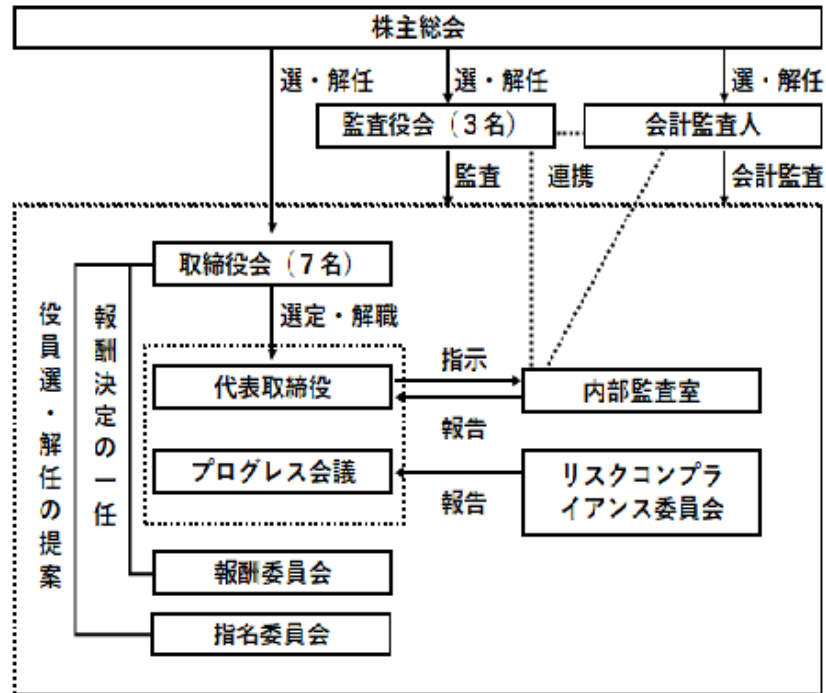 株主総会
選・解任
選・解任
選・解任
監査役会（３名）
会計監査人
監査
連携
会計監査
取締役会（７名）
選定・解職
役員選・解任の提案
報酬決定の一任
代表取締役
指示
報告
内部監査室
プログレス会議
報告
リスクコンプラ
イアンス委員会
報酬委員会
指名委員会